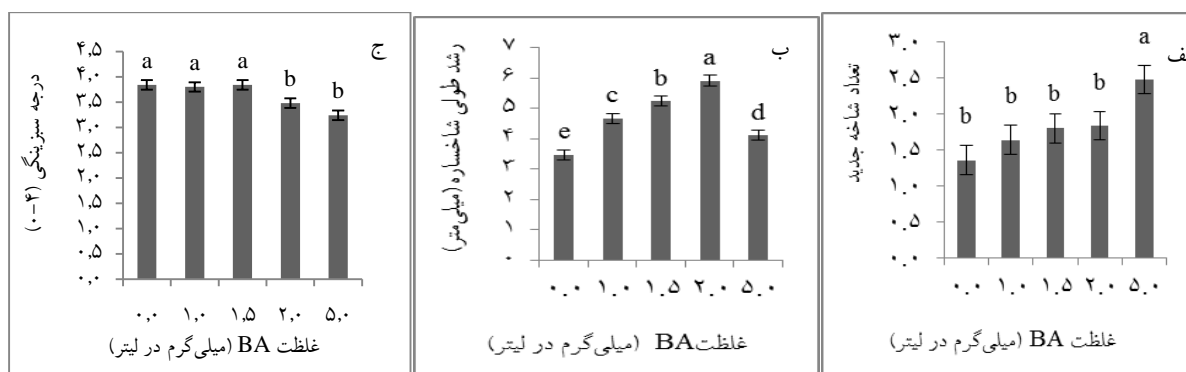 الف
تعداد شاخه جدید
۳.۰
۲.۵
۲.۰
۱.۵
۱.۰
۰.۵
۰.۰
b b b b a
۰.۰ ۱.۰ ۱.۵ ۲.۰ ۵.۰
غلظت BA (میلی‌گرم در لیتر)
ب
رشد طولی شاخساره (میلی‌متر)
۷
۶
۵
۴
۳
۲
۱
۰
e c b a d
۰.۰ ۱.۰ ۱.۵ ۲.۰ ۵.۰
غلظت BA (میلی‌گرم در لیتر)
ج
درجه سبزینگی (۴-۰)
۴,۵
۴,۰
۳,۵
۳,۰
۲,۵
۲,۰
۱,۵
۱,۰
۰,۵
۰,۰
a a a b b
۰,۰ ۱,۰ ۱,۵ ۲,۰ ۵,۰
غلظت BA (میلی‌گرم در لیتر)